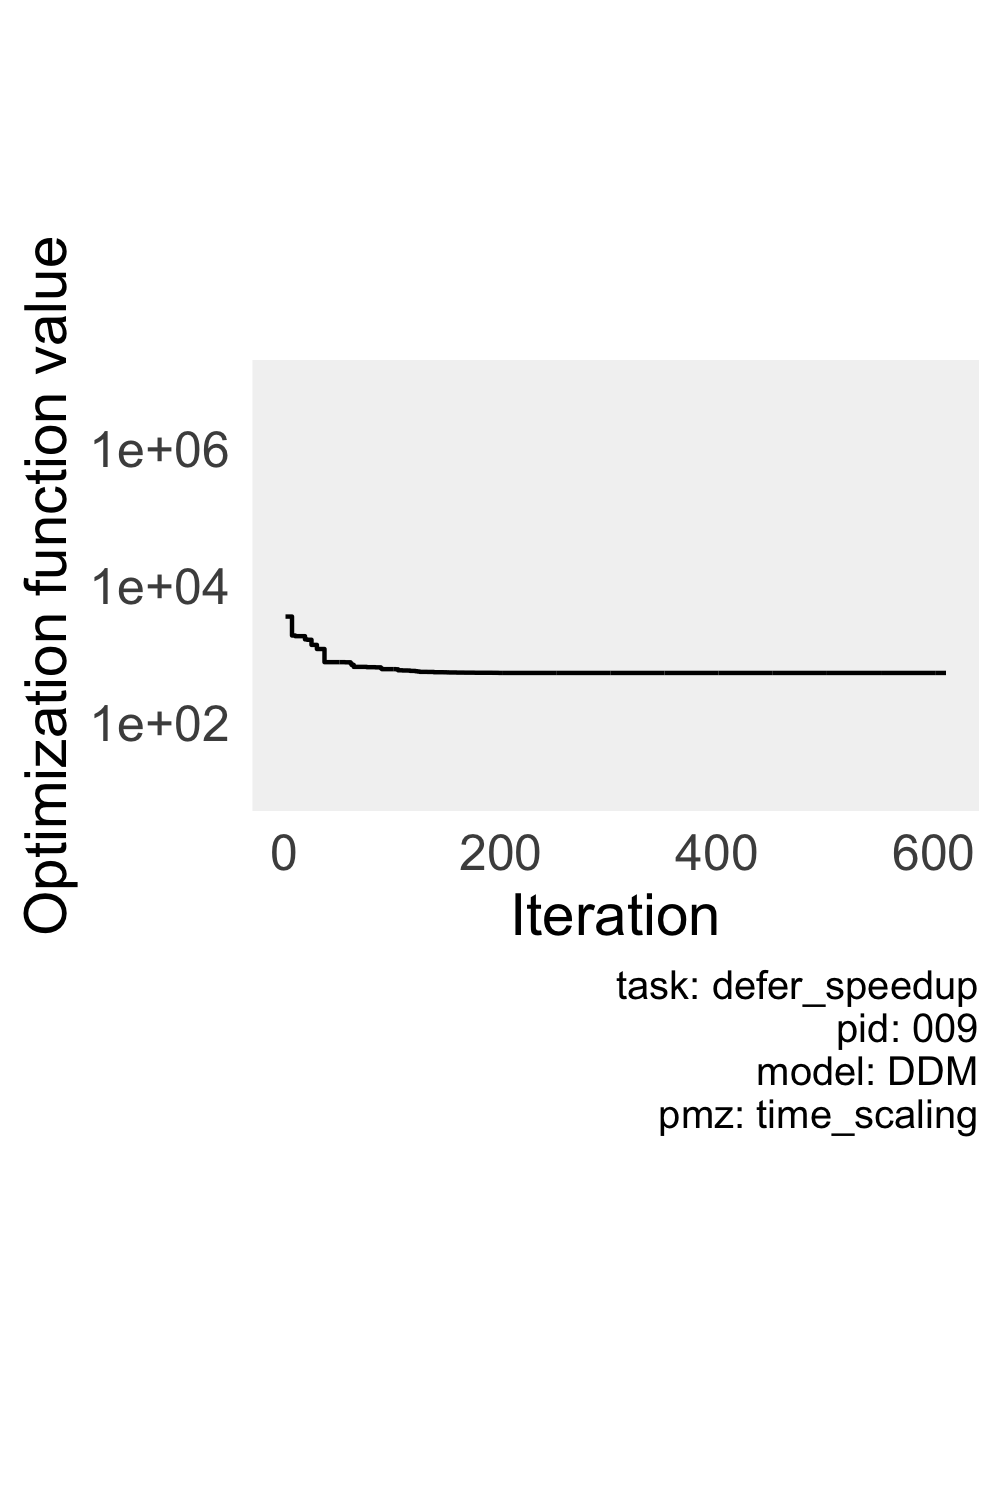 Optimization function value
1e+06
1e+04
1e+02
0 200 400 600
Iteration
task: defer_speedup
pid: 009
model: DDM
pmz: time_scaling